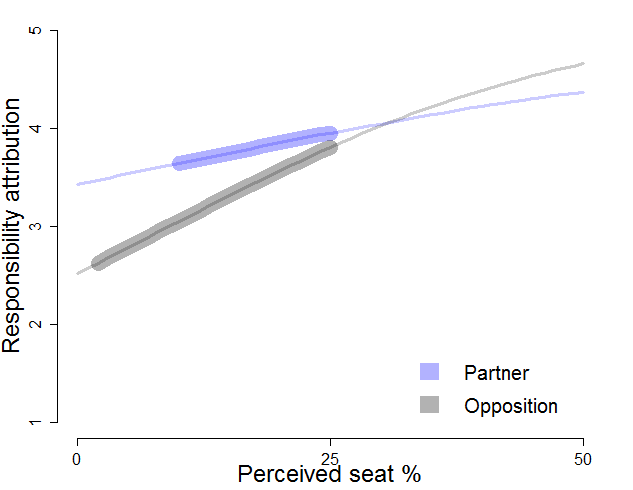 5
4
3
2
1
Responsibility attribution
Partner
Opposition
0
25
50
Perceived seat %